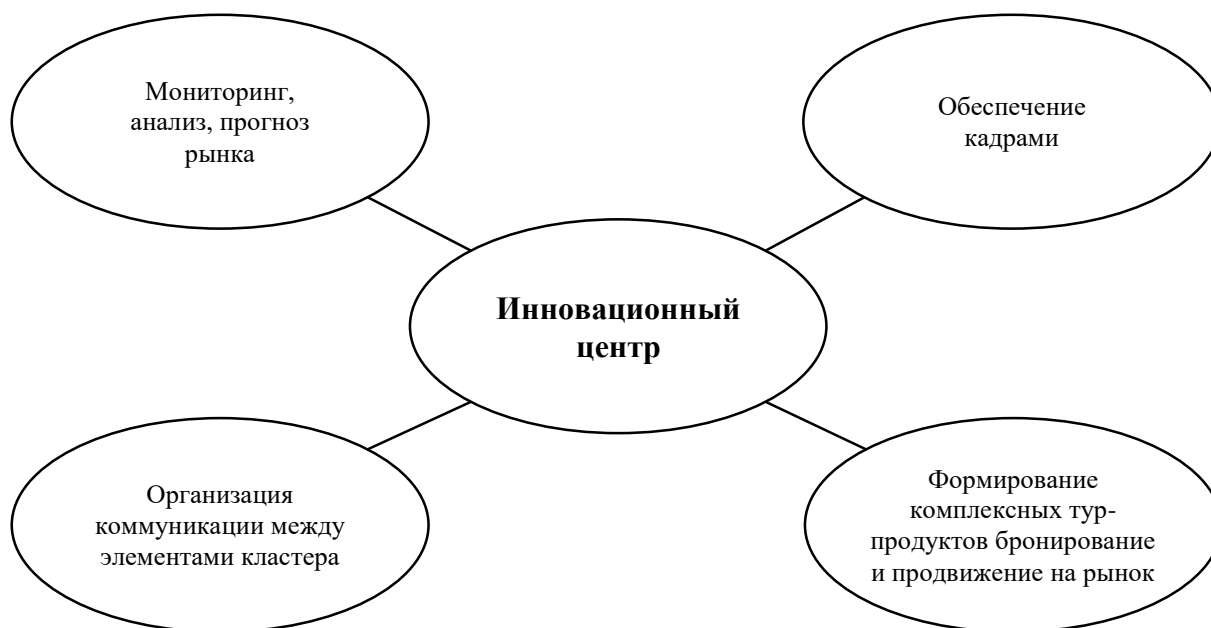 Мониторинг,
анализ, прогноз
рынка
Обеспечение
кадрами
Инновационный
центр
Организация
коммуникации между
элементами кластера
Формирование
комплексных тур-
продуктов бронирование
и продвижение на рынок